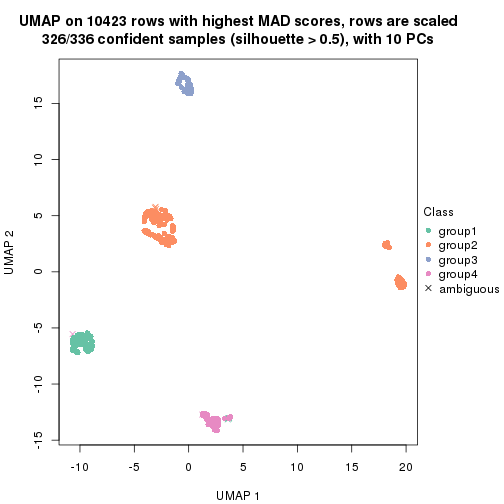 UMAP on 10423 rows with highest MAD scores, rows are scaled
326/336 confident samples (silhouette > 0.5), with 10 PCs
15
10
5
0
-5
-10
-15
UMAP 2
-10
-5
0
5
10
15
20
UMAP 1
Class
group1
group2
group3
group4
ambiguous